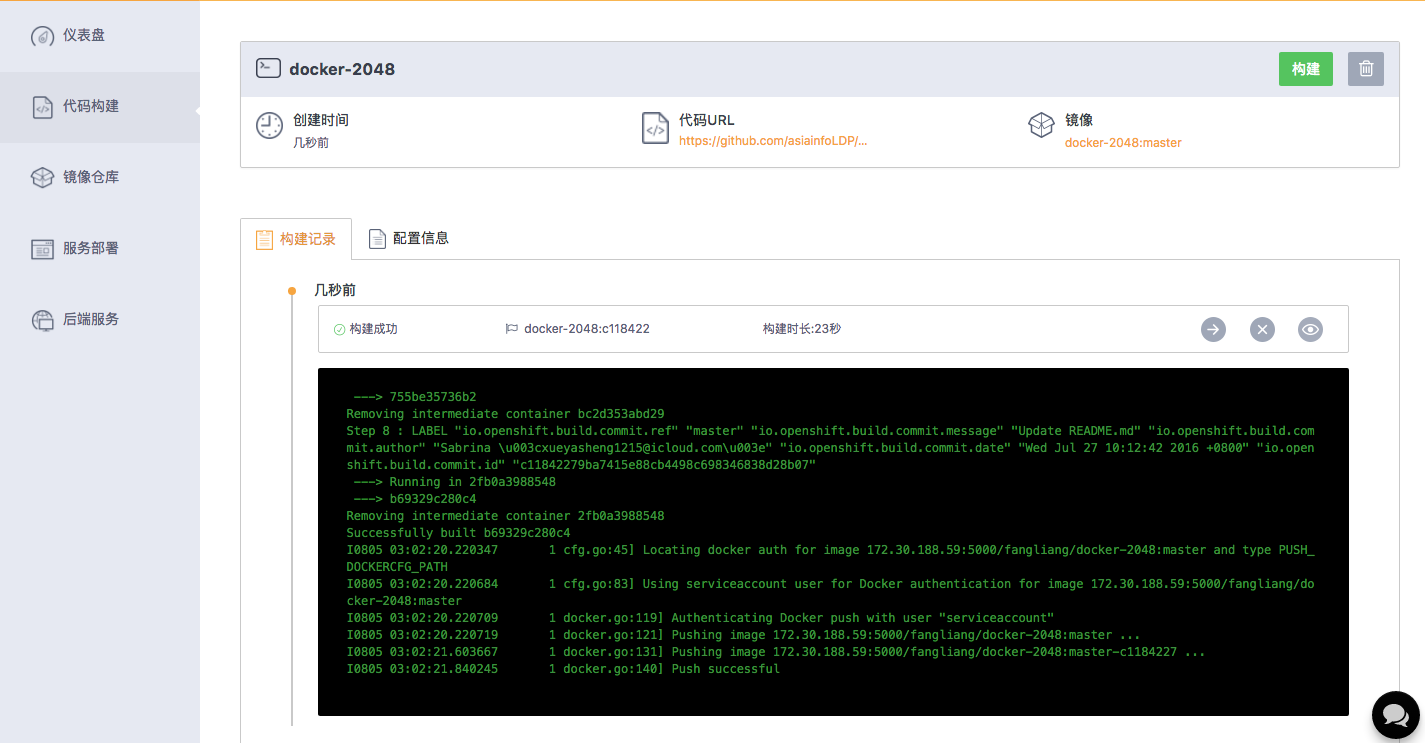 仪表盘
代码构建
镜像仓库
服务部署
后端服务
docker-2048
构建
创建时间
几秒前
代码URL
https://github.com/asiainfoLDP/...
镜像
docker-2048:master
构建记录
配置信息
几秒前
构建成功
docker-2048:c118422
构建时长:23秒
---> 755be35736b2
Removing intermediate container bc2d353abd29
Step 8 : LABEL "io.openshift.build.commit.ref" "master" "io.openshift.build.commit.message" "Update README.md" "io.openshift.build.com
mit.author" "Sabrina \u003cxueyasheng1215@icloud.com\u003e" "io.openshift.build.commit.date" "Wed Jul 27 10:12:42 2016 +0800" "io.open
shift.build.commit.id" "c11842279ba7415e88cb4498c698346838d28b07"
---> Running in 2fb0a3988548
---> b69329c280c4
Removing intermediate container 2fb0a3988548
Successfully built b69329c280c4
I0805 03:02:20.220347 1 cfg.go:45] Locating docker auth for image 172.30.188.59:5000/fangliang/docker-2048:master and type PUSH_
DOCKERCFG_PATH
I0805 03:02:20.220684 1 cfg.go:83] Using serviceaccount user for Docker authentication for image 172.30.188.59:5000/fangliang/do
cker-2048:master
I0805 03:02:20.220709 1 docker.go:119] Authenticating Docker push with user "serviceaccount"
I0805 03:02:20.220719 1 docker.go:121] Pushing image 172.30.188.59:5000/fangliang/docker-2048:master ...
I0805 03:02:21.603667 1 docker.go:131] Pushing image 172.30.188.59:5000/fangliang/docker-2048:master-c1184227 ...
I0805 03:02:21.840245 1 docker.go:140] Push successful